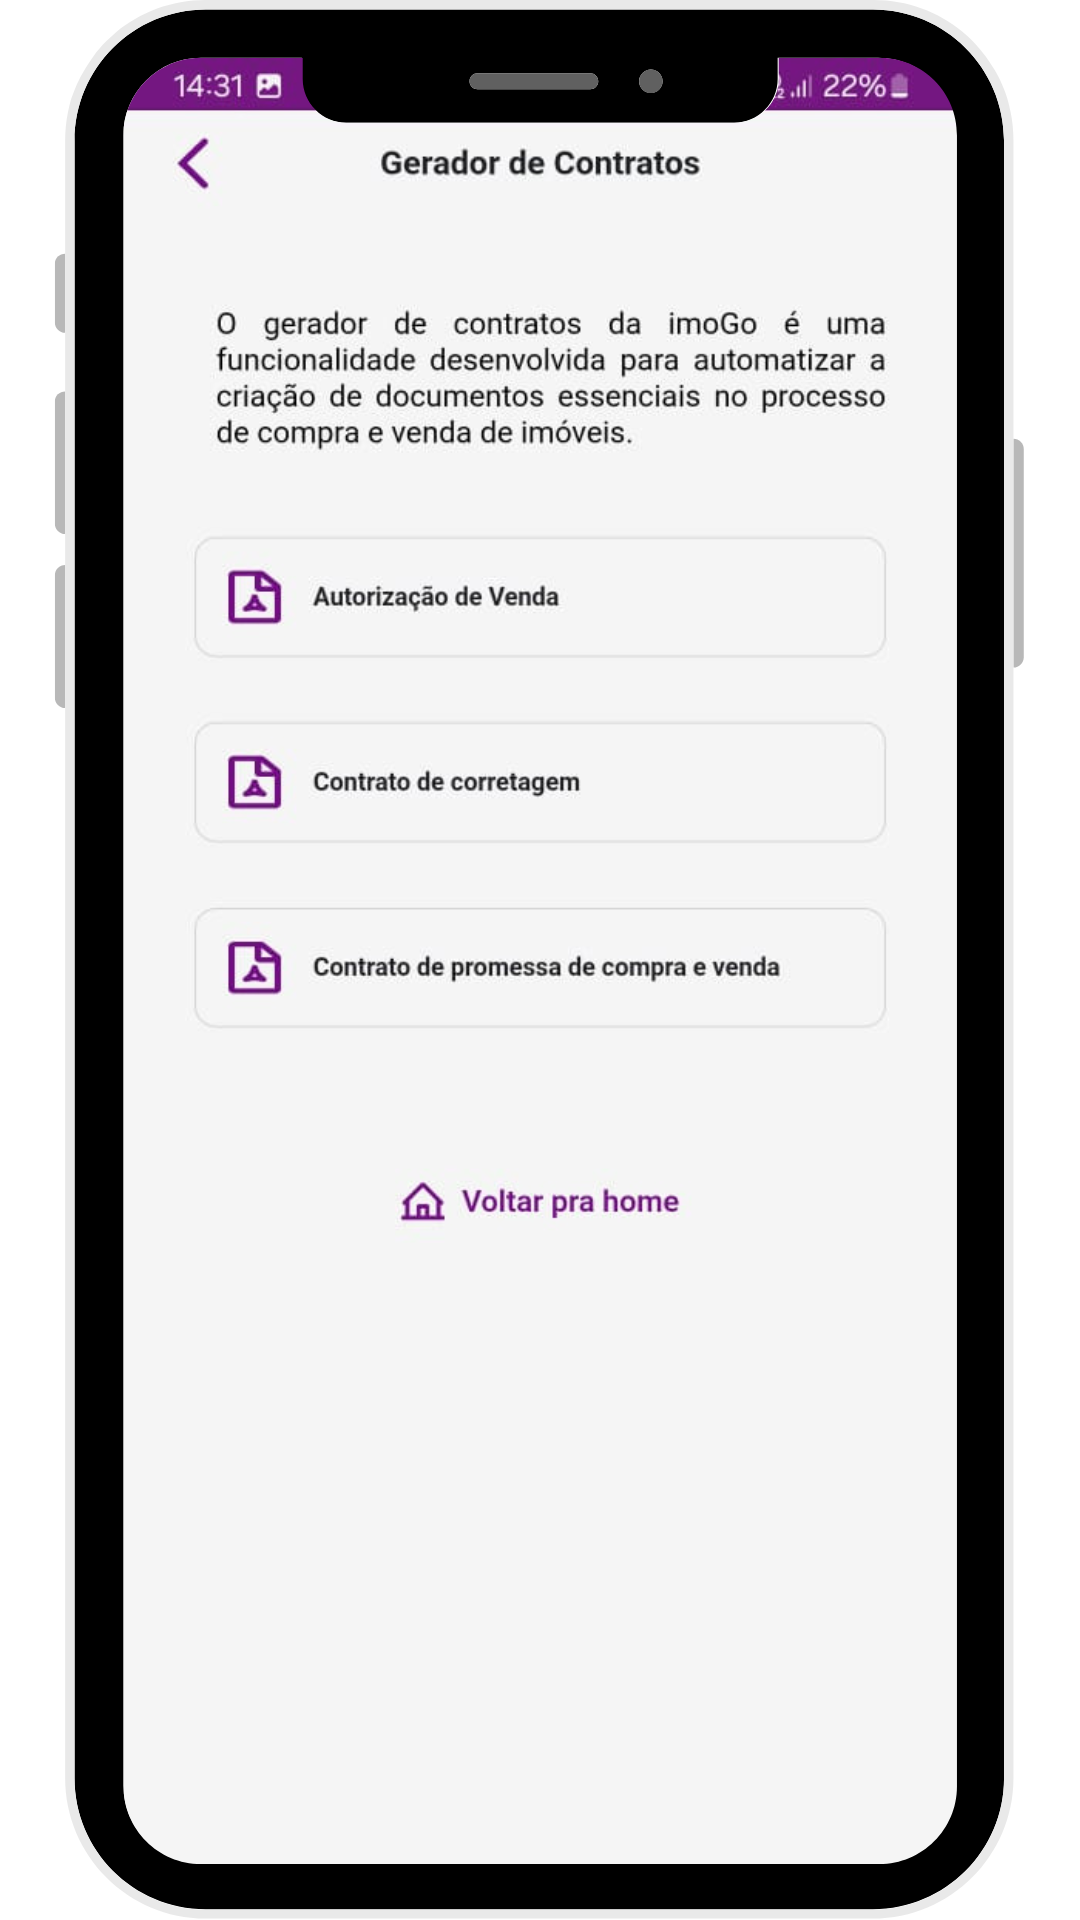 14:31
22%
Gerador de Contratos
O gerador de contratos da imoGo é uma
funcionalidade desenvolvida para automatizar a
criação de documentos essenciais no processo
de compra e venda de imóveis.
Autorização de Venda
Contrato de corretagem
Contrato de promessa de compra e venda
Voltar pra home